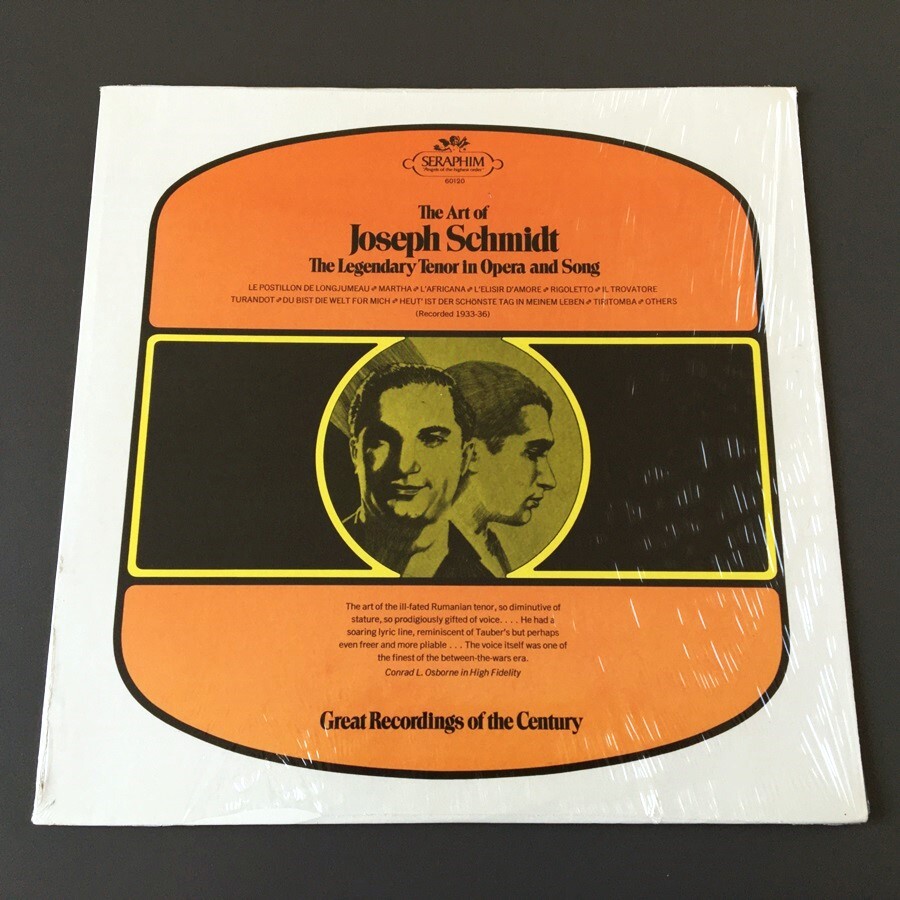 SERAPHIM
"Angels of the highest order"
60120
The Art of
Joseph Schmidt
The Legendary Tenor in Opera and Song
LE POSTILLON DE LONGJUMEAU MARTHA L'AFRICANA L'ELISIR D'AMORE RIGOLETTO IL TROVATORE
TURANDOT DU BIST DIE WELT FÜR MICH HEUT' IST DER SCHÖNSTE TAG IN MEINEM LEBEN TIRITOMBA OTHERS
(Recorded 1933-36)
The art of the ill-fated Rumanian tenor, so diminutive of
stature, so prodigiously gifted of voice. . . . He had a
soaring lyric line, reminiscent of Tauber's but perhaps
even freer and more pliable . . . The voice itself was one of
the finest of the between-the-wars era.
Conrad L. Osborne in High Fidelity
Great Recordings of the Century